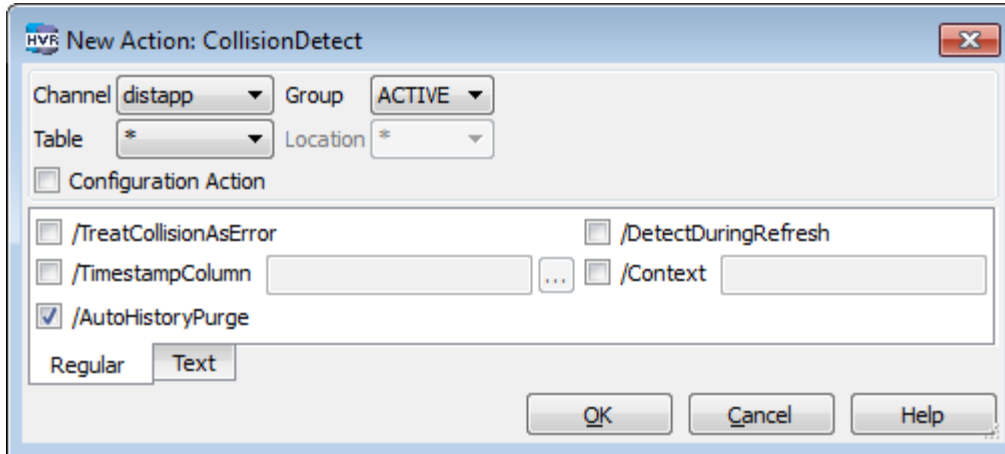 HVR New Action: CollisionDetect
Channel distapp Group ACTIVE
Table * Location *
Configuration Action
/TreatCollisionAsError /DetectDuringRefresh
/TimestampColumn ... /Context
/AutoHistoryPurge
Regular Text
OK Cancel Help